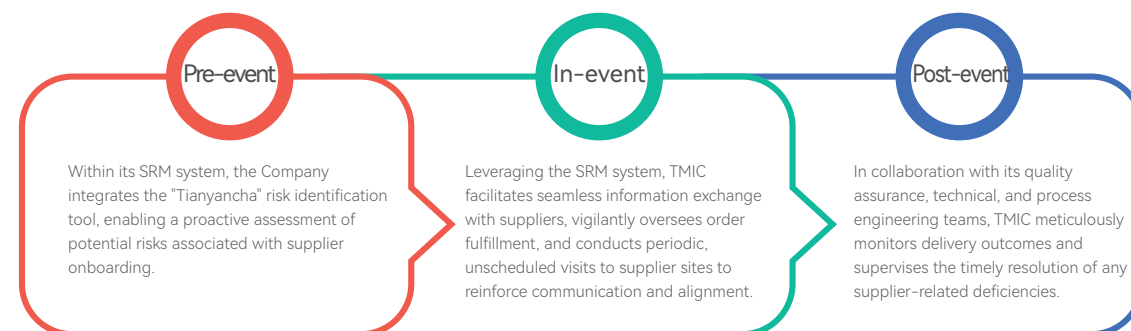 Pre-event
Within its SRM system, the Company
integrates the "Tianyancha" risk identification
tool, enabling a proactive assessment of
potential risks associated with supplier
onboarding.
In-event
Leveraging the SRM system, TMIC
facilitates seamless information exchange
with suppliers, vigilantly oversees order
fulfillment, and conducts periodic,
unscheduled visits to supplier sites to
reinforce communication and alignment.
Post-event
In collaboration with its quality
assurance, technical, and process
engineering teams, TMIC meticulously
monitors delivery outcomes and
supervises the timely resolution of any
supplier-related deficiencies.